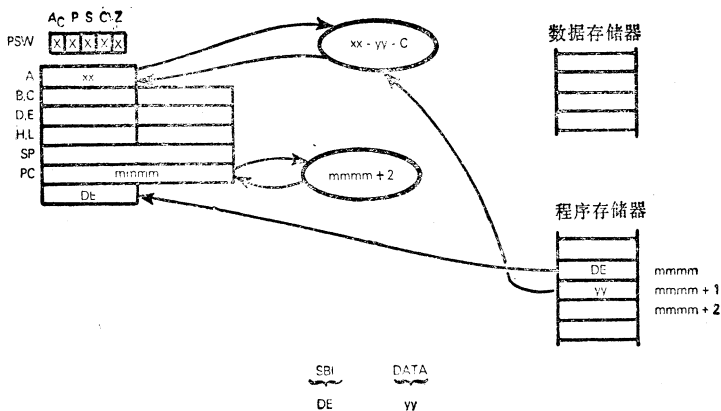 Ac P S C Z
PSW X X X X X
xx - yy - C
数据存储器
A xx
B,C
D,E
H,L
SP
PC mmmm
mmmm + 2
DE
程序存储器
DE mmmm
yy mmmm + 1
mmmm + 2
SBI DATA
DE yy